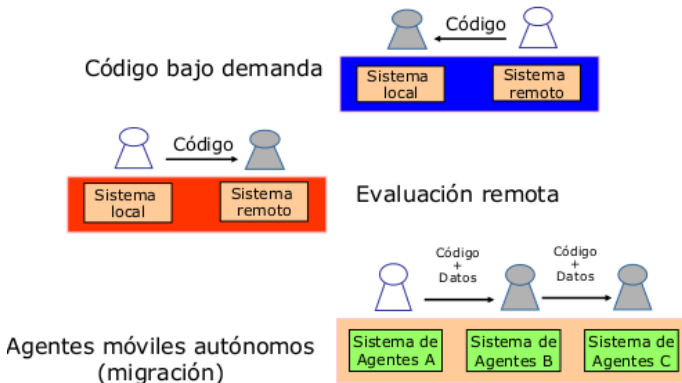 Código
Código bajo demanda
Sistema
local
Sistema
remoto
Código
Sistema
local
Sistema
remoto
Evaluación remota
Código
+
Datos
Código
+
Datos
Agentes móviles autónomos
(migración)
Sistema de
Agentes A
Sistema de
Agentes B
Sistema de
Agentes C